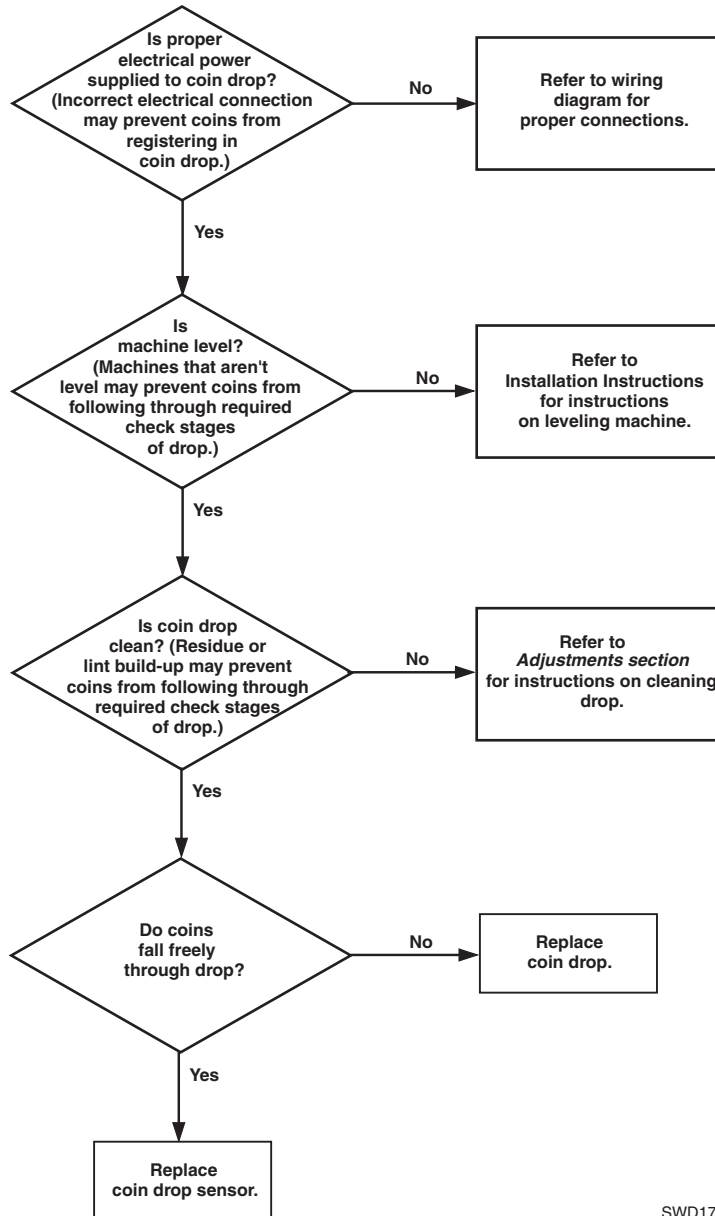 Is proper
electrical power
supplied to coin drop?
(Incorrect electrical connection
may prevent coins from
registering in
coin drop.)
No
Refer to wiring
diagram for
proper connections.
Yes
Is
machine level?
(Machines that aren't
level may prevent coins from
following through required
check stages
of drop.)
No
Refer to
Installation Instructions
for instructions
on leveling machine.
Yes
Is coin drop
clean? (Residue or
lint build-up may prevent
coins from following through
required check stages
of drop.)
No
Refer to
Adjustments section
for instructions on cleaning
drop.
Yes
Do coins
fall freely
through drop?
No
Replace
coin drop.
Yes
Replace
coin drop sensor.
SWD17